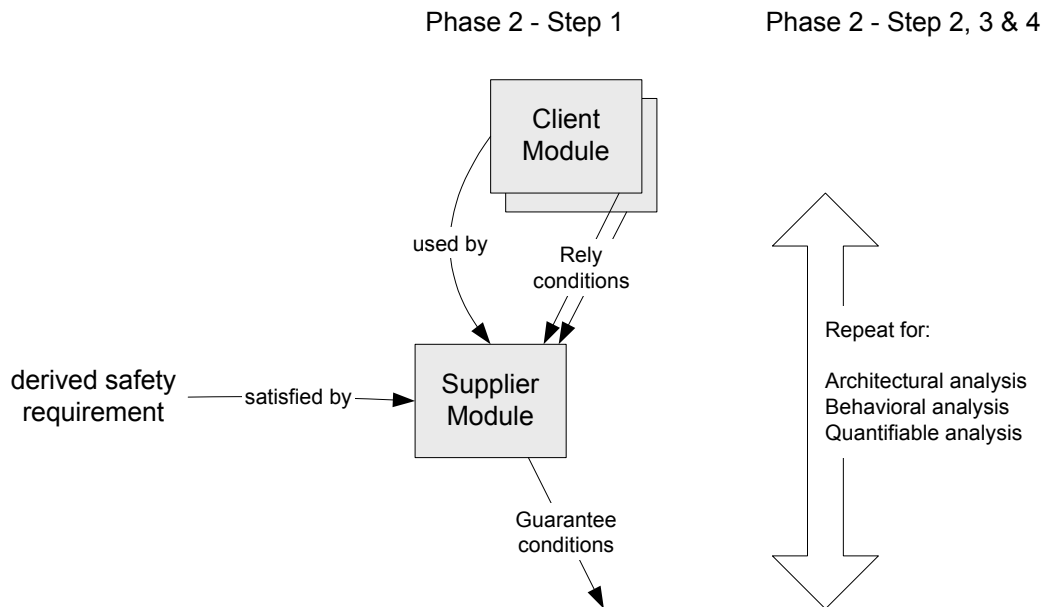 Phase 2 - Step 1
Phase 2 - Step 2, 3 & 4
Client
Module
used by
Rely
conditions
derived safety
requirement
satisfied by
Supplier
Module
Guarantee
conditions
Repeat for:
Architectural analysis
Behavioral analysis
Quantifiable analysis